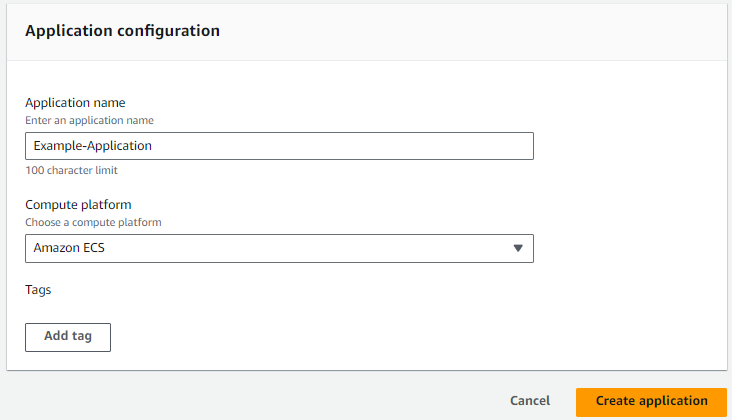 Application configuration
Application name
Enter an application name
Example-Application
100 character limit
Compute platform
Choose a compute platform
Amazon ECS
Tags
Add tag
Cancel
Create application